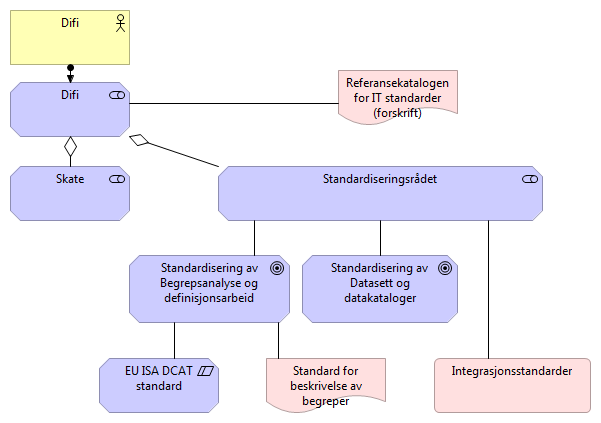 Difi
Difi
Referansekatalogen
for IT standarder
(forskrift)
Skate
Standardiseringsrådet
Standardisering av
Begrepsanalyse og
definisjonsarbeid
Standardisering av
Datasett og
datakataloger
EU ISA DCAT
standard
Standard for
beskrivelse av
begreper
Integrasjonsstandarder